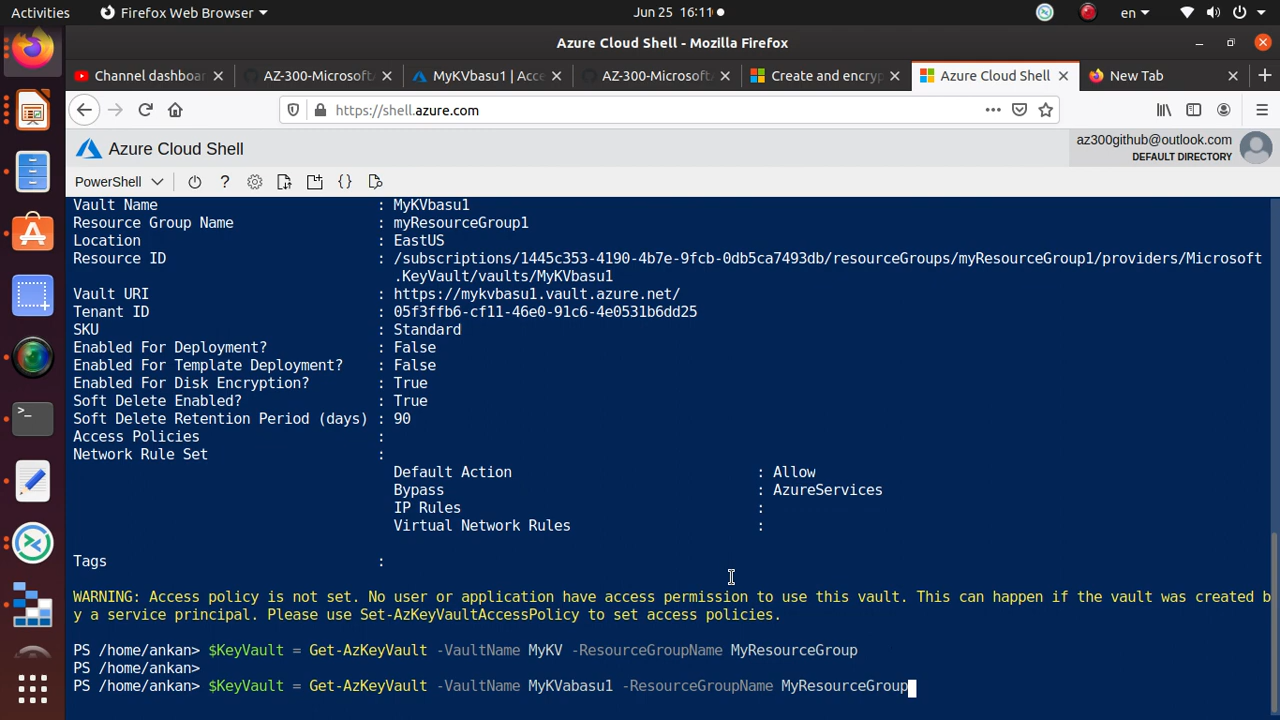 Activities
Firefox Web Browser
Jun 25 16:11
en
Azure Cloud Shell - Mozilla Firefox
Channel dashboa
AZ-300-Microsoft
MyKVbasu1 | Acce
AZ-300-Microsoft
Create and encryp
Azure Cloud Shell
New Tab
https://shell.azure.com
Azure Cloud Shell
az300github@outlook.com
DEFAULT DIRECTORY
PowerShell
Vault Name : MyKVbasu1
Resource Group Name : myResourceGroup1
Location : EastUS
Resource ID : /subscriptions/1445c353-4190-4b7e-9fcb-0db5ca7493db/resourceGroups/myResourceGroup1/providers/Microsoft
.KeyVault/vaults/MyKVbasu1
Vault URI : https://mykvbasu1.vault.azure.net/
Tenant ID : 05f3ffb6-cf11-46e0-91c6-4e0531b6dd25
SKU : Standard
Enabled For Deployment? : False
Enabled For Template Deployment? : False
Enabled For Disk Encryption? : True
Soft Delete Enabled? : True
Soft Delete Retention Period (days) : 90
Access Policies :
Network Rule Set :
Default Action : Allow
Bypass : AzureServices
IP Rules :
Virtual Network Rules :
Tags :
WARNING: Access policy is not set. No user or application have access permission to use this vault. This can happen if the vault was created b
y a service principal. Please use Set-AzKeyVaultAccessPolicy to set access policies.
PS /home/ankan> $KeyVault = Get-AzKeyVault -VaultName MyKV -ResourceGroupName MyResourceGroup
PS /home/ankan>
PS /home/ankan> $KeyVault = Get-AzKeyVault -VaultName MyKVabasu1 -ResourceGroupName MyResourceGroup